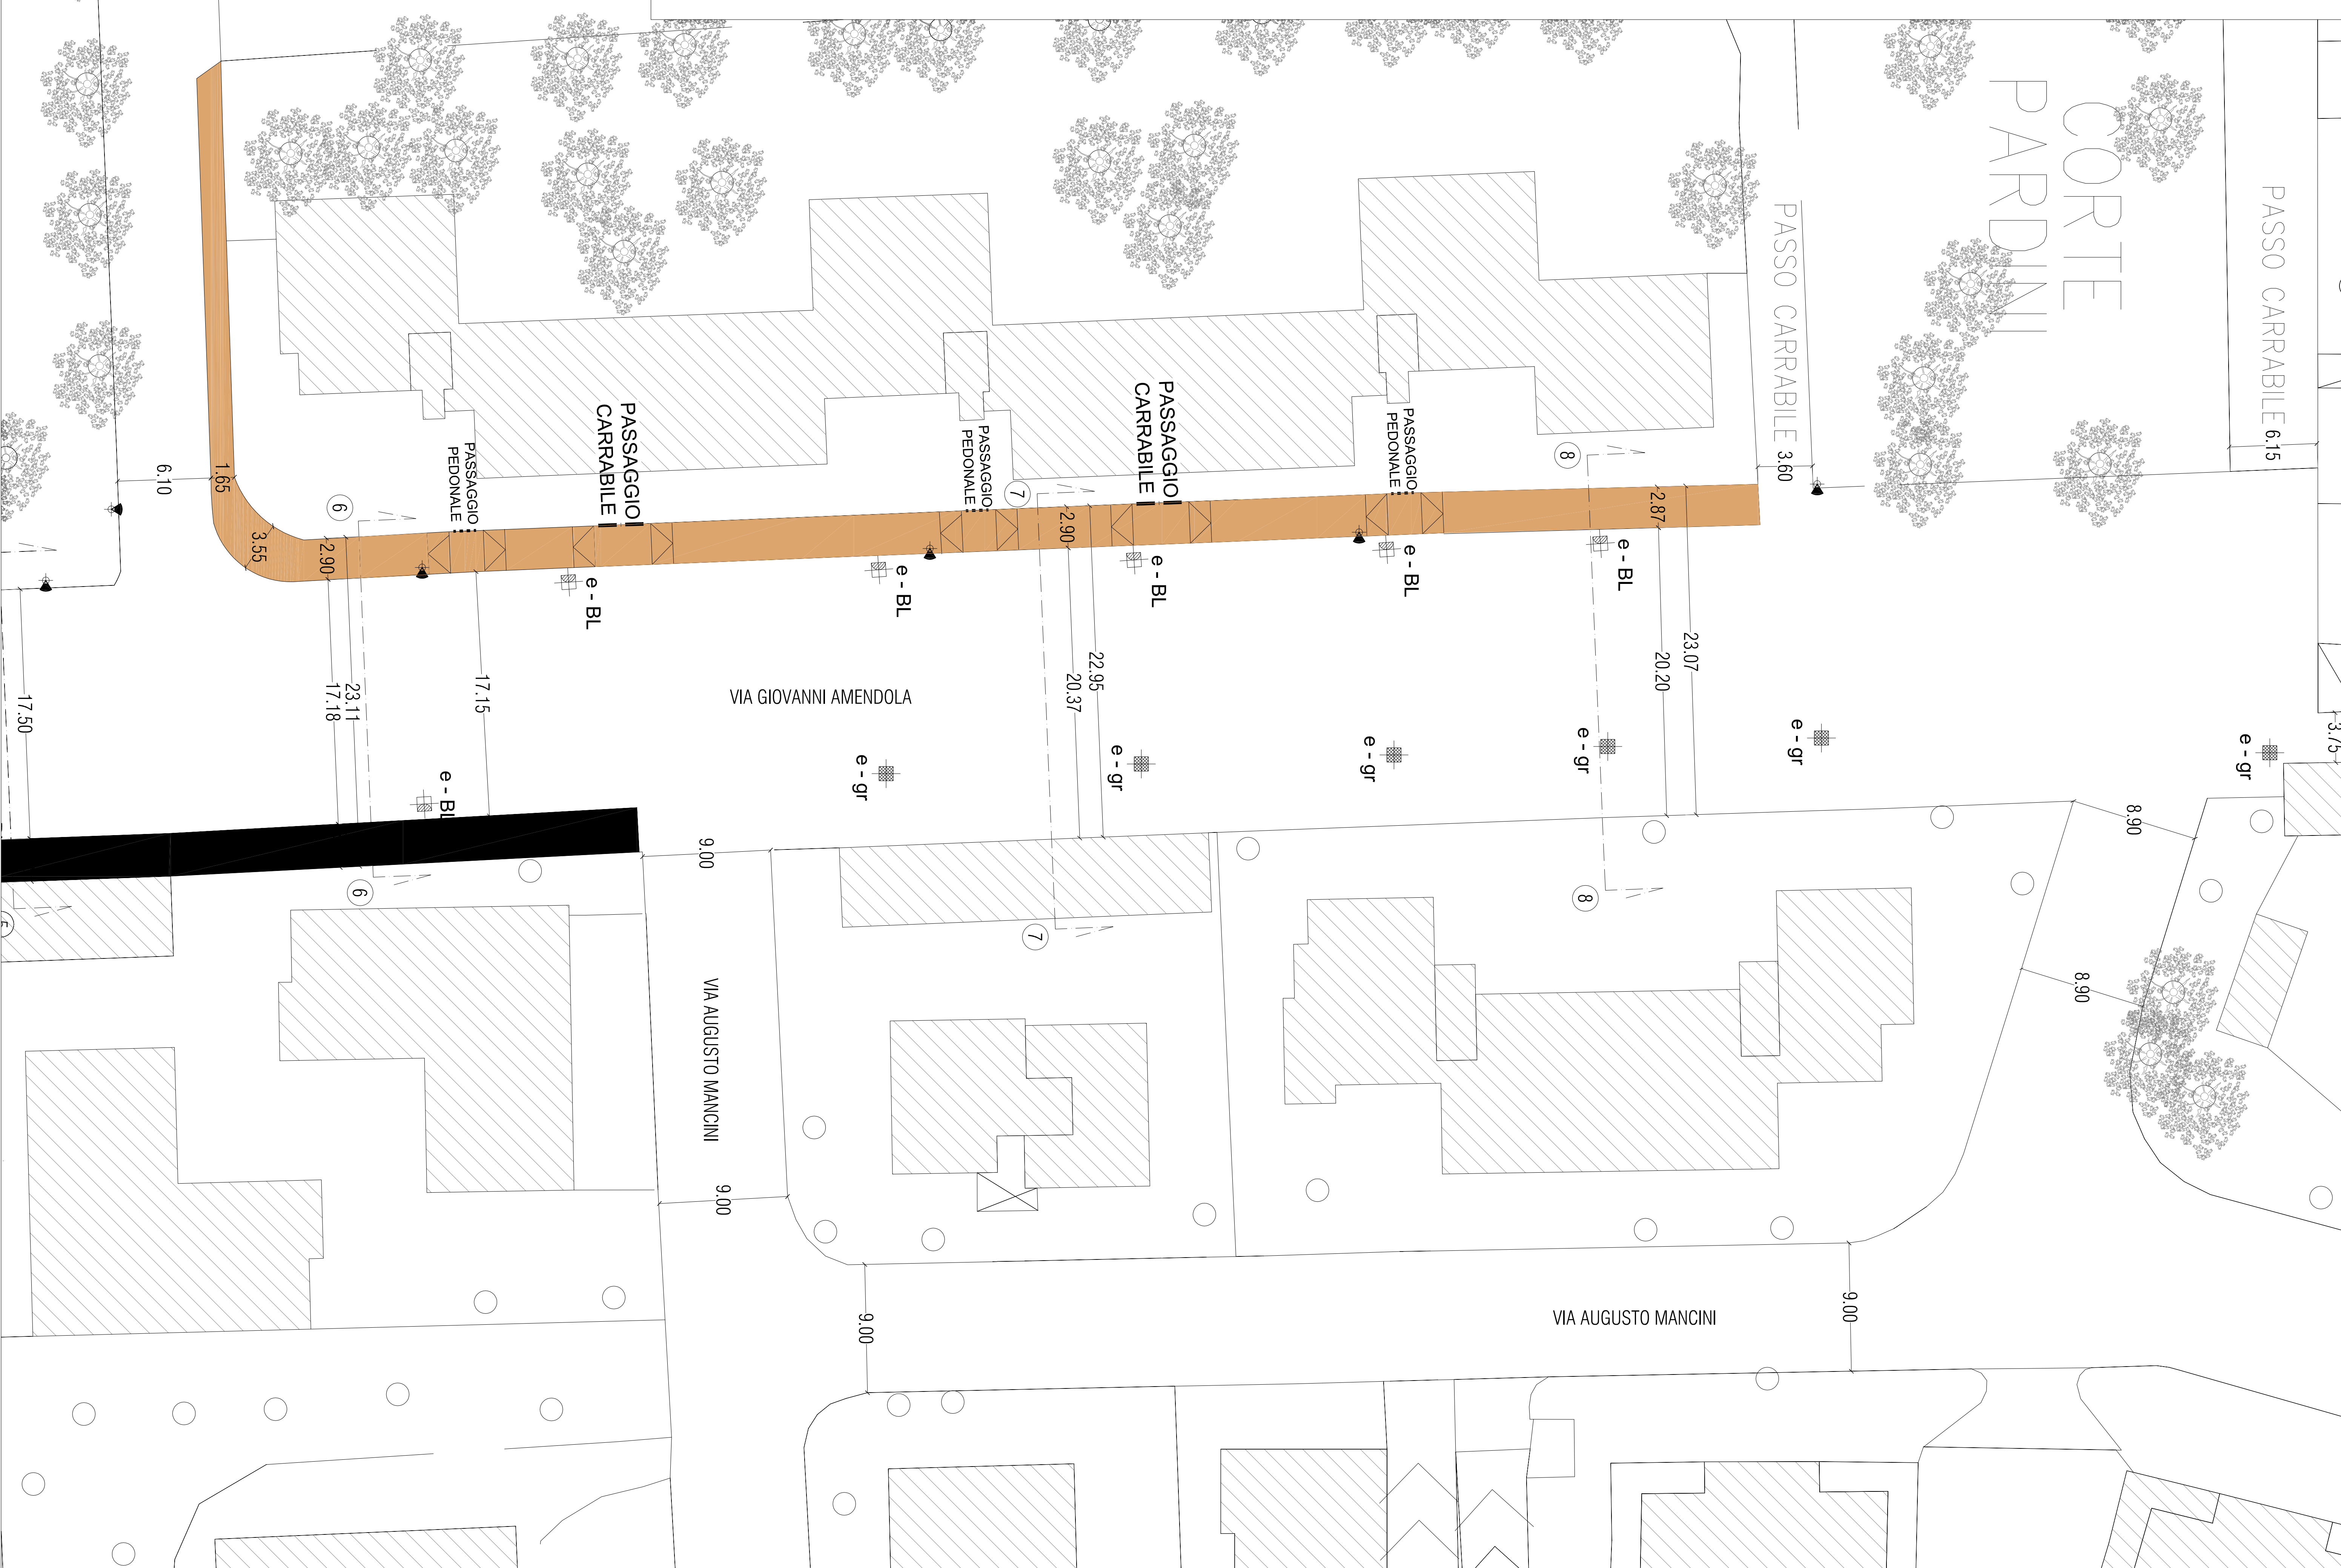 CORTE
PARDINI
PASSO CARRABILE 6.15
PASSO CARRABILE 3.60
6.10
1.65
3.55
2.90
6
PASSAGGIO
PEDONALE
PASSAGGIO
CARRABILE
PASSAGGIO
PEDONALE
7
2.90
PASSAGGIO
CARRABILE
PASSAGGIO
PEDONALE
8
2.87
e - BL
e - BL
e - BL
e - BL
e - BL
17.50
17.18
23.11
17.15
VIA GIOVANNI AMENDOLA
22.95
20.37
23.07
20.20
e - BL
e - gr
e - gr
e - gr
e - gr
e - gr
e - gr
3.75
8.90
9.00
6
7
8
5
8.90
VIA AUGUSTO MANCINI
9.00
9.00
VIA AUGUSTO MANCINI
9.00